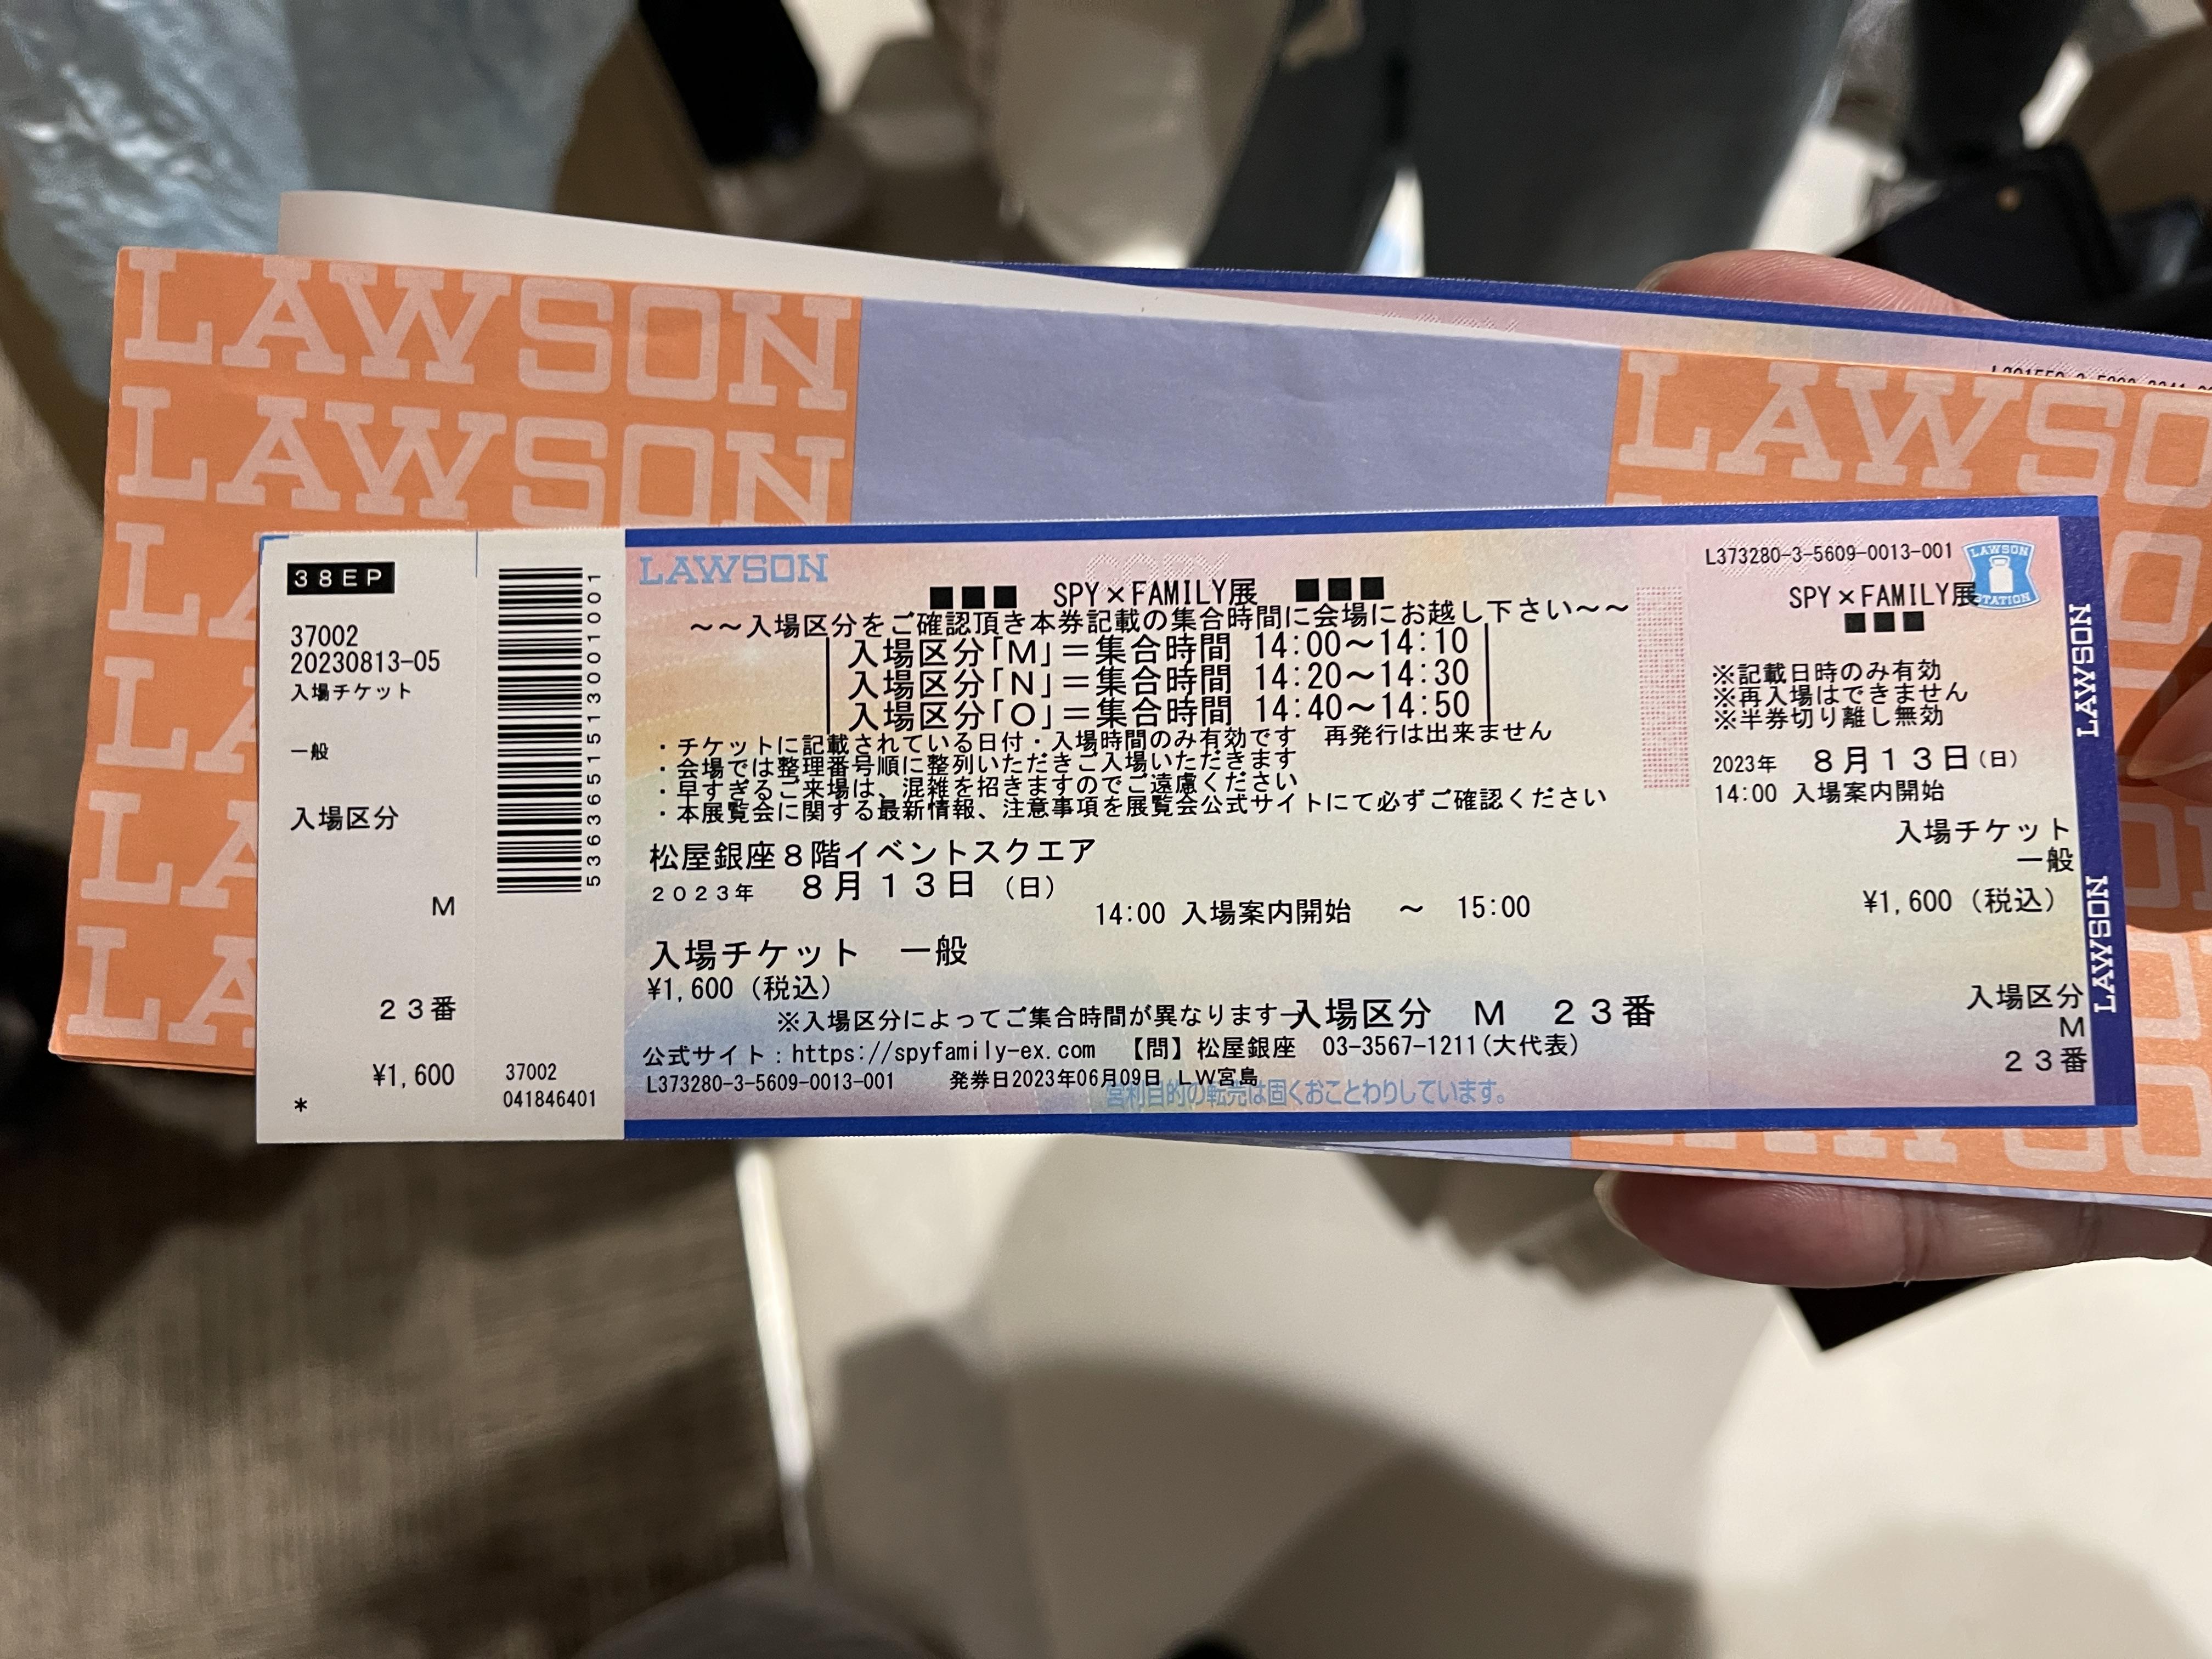 LAWSON
LAWSON
LAWSO
38EP
37002
20230813-05
入場チケット
一般
入場区分
M
23番
¥1,600
*
5363651513001001
37002
041846401
LAWSON
COPY
■■■ SPY×FAMILY展 ■■■
~~入場区分をご確認頂き本券記載の集合時間に会場にお越し下さい~~
入場区分「M」=集合時間 14:00~14:10
入場区分「N」=集合時間 14:20~14:30
入場区分「O」=集合時間 14:40~14:50
・チケットに記載されている日付・入場時間のみ有効です 再発行は出来ません
・会場では整理番号順に整列いただきご入場いただきます
・早すぎるご来場は、混雑を招きますのでご遠慮ください
・本展覧会に関する最新情報、注意事項を展覧会公式サイトにて必ずご確認ください
松屋銀座8階イベントスクエア
2023年 8月13日(日)
14:00 入場案内開始 ~ 15:00
入場チケット 一般
¥1,600(税込)
※入場区分によってご集合時間が異なります→入場区分 M 23番
公式サイト:https://spyfamily-ex.com 【問】松屋銀座 03-3567-1211(大代表)
L373280-3-5609-0013-001 発券日2023年06月09日 LW宮島
営利目的の転売は固くおことわりしています。
L373280-3-5609-0013-001
LAWSON
STATION
SPY×FAMILY展
■■■
※記載日時のみ有効
※再入場はできません
※半券切り離し無効
2023年 8月13日(日)
14:00 入場案内開始
入場チケット
一般
¥1,600(税込)
入場区分
M
23番
LAWSON
LAWSON